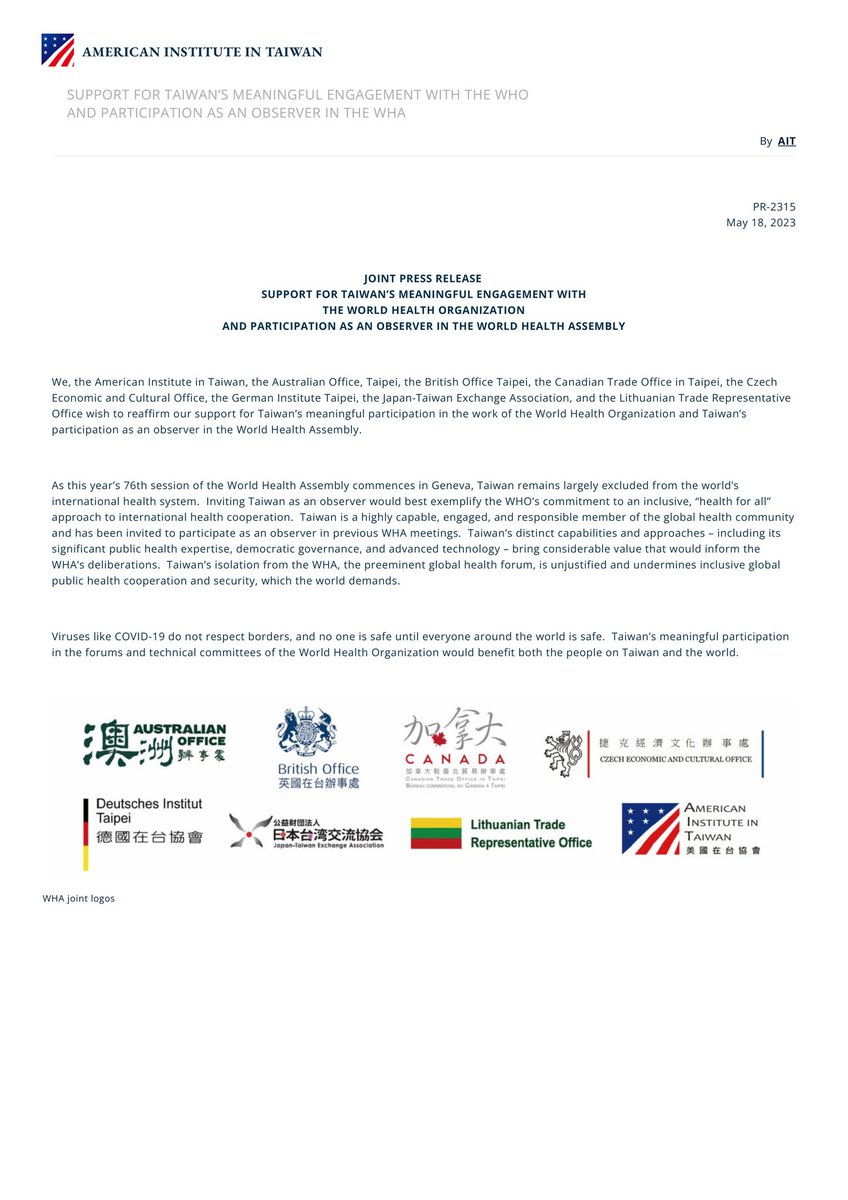 AMERICAN INSTITUTE IN TAIWAN
SUPPORT FOR TAIWAN’S MEANINGFUL ENGAGEMENT WITH THE WHO
AND PARTICIPATION AS AN OBSERVER IN THE WHA
By AIT
PR-2315
May 18, 2023
JOINT PRESS RELEASE
SUPPORT FOR TAIWAN’S MEANINGFUL ENGAGEMENT WITH
THE WORLD HEALTH ORGANIZATION
AND PARTICIPATION AS AN OBSERVER IN THE WORLD HEALTH ASSEMBLY
We, the American Institute in Taiwan, the Australian Office, Taipei, the British Office Taipei, the Canadian Trade Office in Taipei, the Czech
Economic and Cultural Office, the German Institute Taipei, the Japan-Taiwan Exchange Association, and the Lithuanian Trade Representative
Office wish to reaffirm our support for Taiwan’s meaningful participation in the work of the World Health Organization and Taiwan’s
participation as an observer in the World Health Assembly.
As this year’s 76th session of the World Health Assembly commences in Geneva, Taiwan remains largely excluded from the world’s
international health system.  Inviting Taiwan as an observer would best exemplify the WHO’s commitment to an inclusive, “health for all”
approach to international health cooperation.  Taiwan is a highly capable, engaged, and responsible member of the global health community
and has been invited to participate as an observer in previous WHA meetings.  Taiwan’s distinct capabilities and approaches – including its
significant public health expertise, democratic governance, and advanced technology – bring considerable value that would inform the
WHA’s deliberations.  Taiwan’s isolation from the WHA, the preeminent global health forum, is unjustified and undermines inclusive global
public health cooperation and security, which the world demands.
Viruses like COVID-19 do not respect borders, and no one is safe until everyone around the world is safe.  Taiwan’s meaningful participation
in the forums and technical committees of the World Health Organization would benefit both the people on Taiwan and the world.
澳洲 AUSTRALIAN
OFFICE
辦事處
British Office
英國在台辦事處
加拿大
CANADA
加拿大駐臺北貿易辦事處
CANADIAN TRADE OFFICE IN TAIPEI
BUREAU COMMERCIAL DU CANADA À TAIPEI
捷克經濟文化辦事處
CZECH ECONOMIC AND CULTURAL OFFICE
Deutsches Institut
Taipei
德國在台協會
公益財団法人
日本台湾交流協会
Japan-Taiwan Exchange Association
Lithuanian Trade
Representative Office
AMERICAN
INSTITUTE IN
TAIWAN
美國在台協會
WHA joint logos